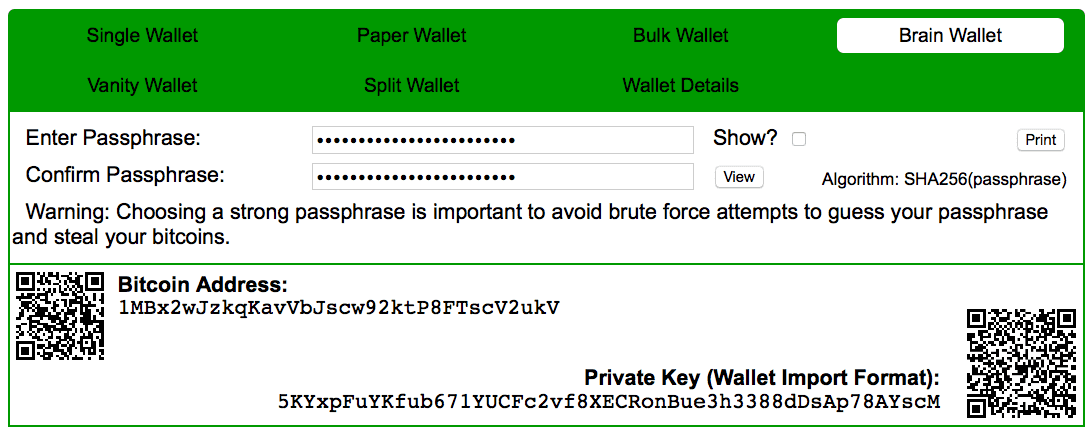 Single Wallet Paper Wallet Bulk Wallet Brain Wallet
Vanity Wallet Split Wallet Wallet Details
Enter Passphrase: •••••••••••••••••••••••• Show? Print
Confirm Passphrase: •••••••••••••••••••••••• View Algorithm: SHA256(passphrase)
Warning: Choosing a strong passphrase is important to avoid brute force attempts to guess your passphrase
and steal your bitcoins.
Bitcoin Address:
1MBx2wJzkqKavVbJscw92ktP8FTscV2ukV
Private Key (Wallet Import Format):
5KYxpFuYKfub671YUCFc2vf8XECRonBue3h3388dDsAp78AYscM